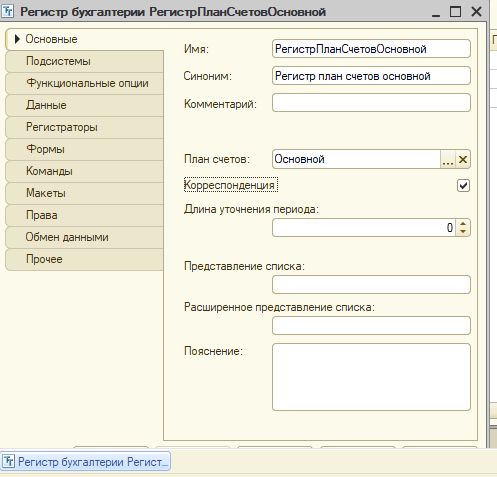 Регистр бухгалтерии РегистрПланСчетовОсновной
Основные
Подсистемы
Функциональные опции
Данные
Регистраторы
Формы
Команды
Макеты
Права
Обмен данными
Прочее
Имя: РегистрПланСчетовОсновной
Синоним: Регистр план счетов основной
Комментарий:
План счетов: Основной ...
Корреспонденция
Длина уточнения периода:
0
Представление списка:
Расширенное представление списка:
Пояснение:
Регистр бухгалтерии Регист...